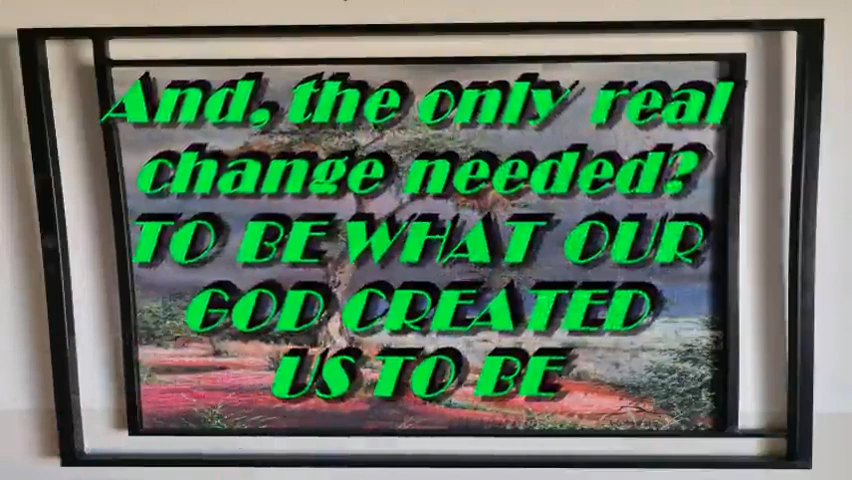 And, the only real
change needed?
TO BE WHAT OUR
GOD CREATED
US TO BE